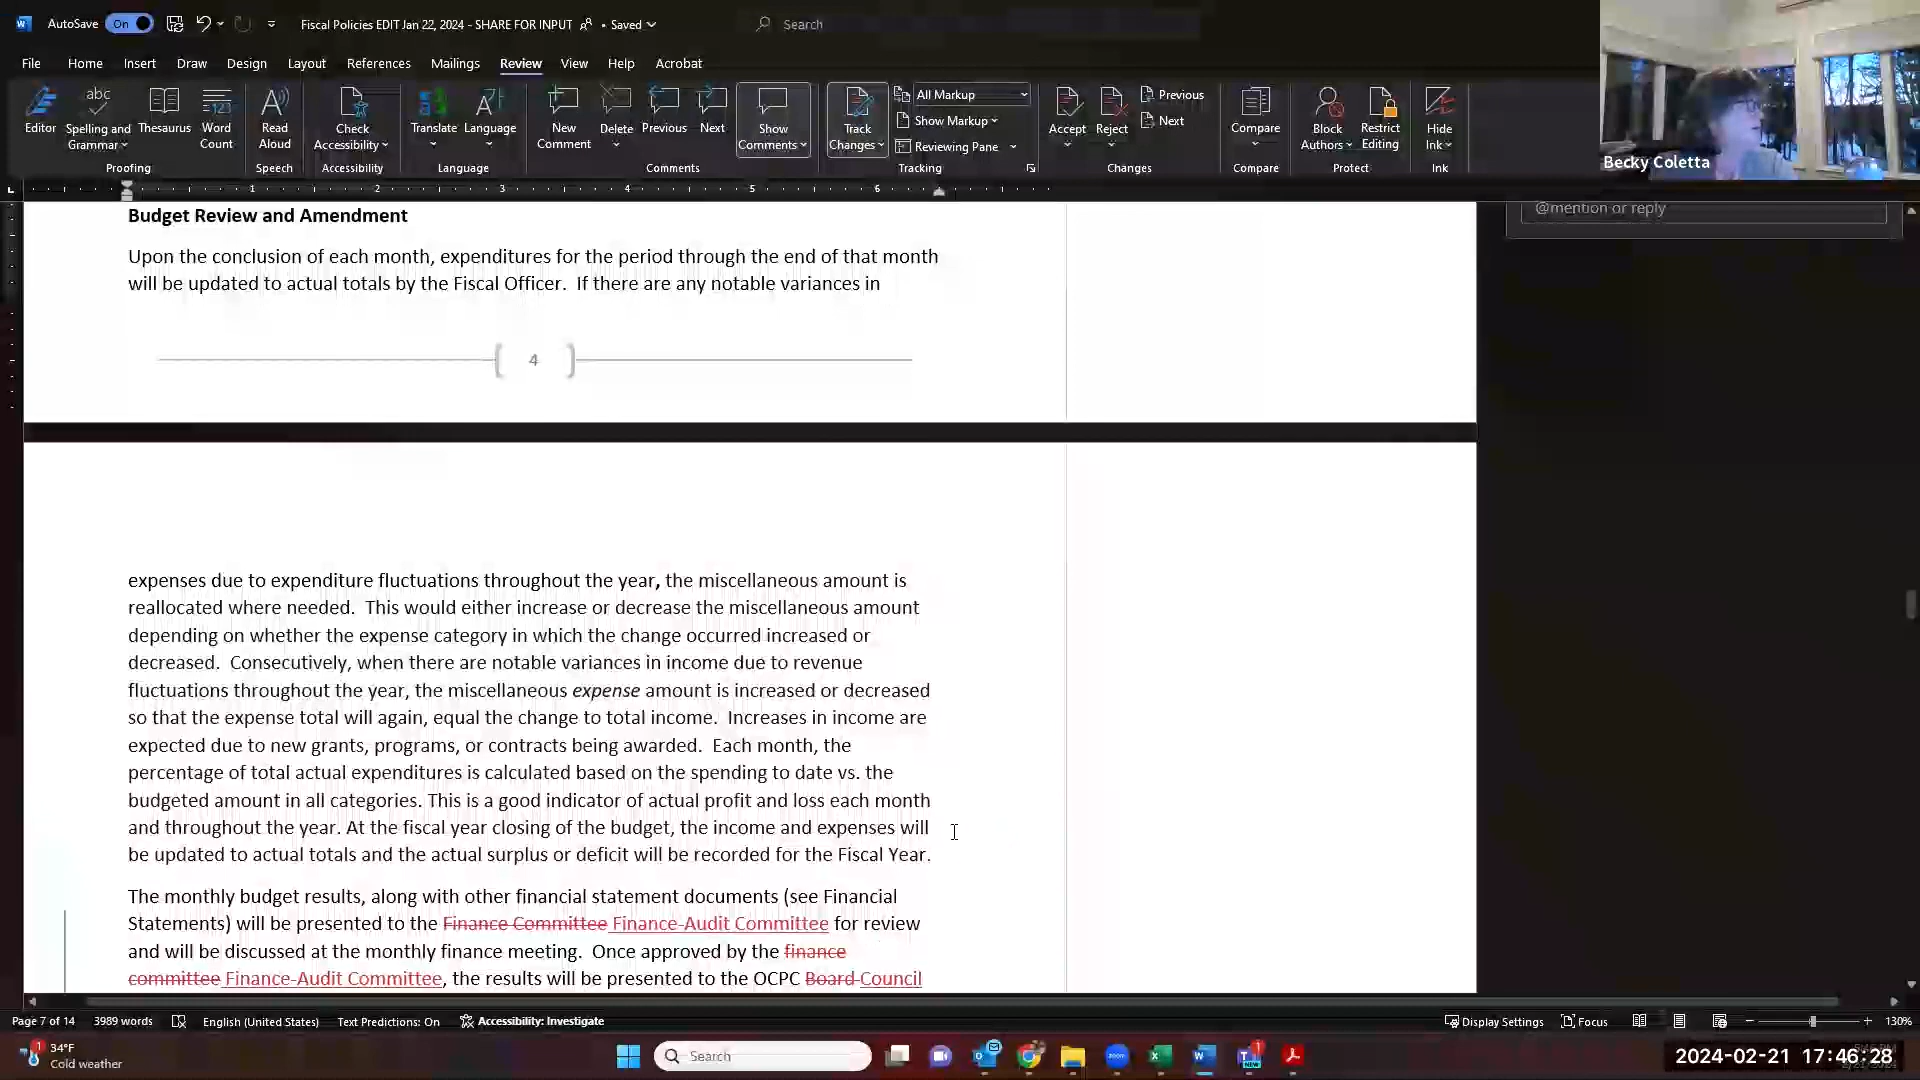 AutoSave On Fiscal Policies EDIT Jan 22, 2024 - SHARE FOR INPUT • Saved Search
File Home Insert Draw Design Layout References Mailings Review View Help Acrobat
Editor Spelling and Grammar Thesaurus Word Count Read Aloud Check Accessibility Translate Language New Comment Delete Previous Next Show Comments Track Changes All Markup Show Markup Reviewing Pane Accept Reject Previous Next Compare Block Authors Restrict Editing Hide Ink
Proofing Speech Accessibility Language Comments Tracking Changes Compare Protect Ink
Becky Coletta
1 2 3 4 5 6
@mention or reply
Budget Review and Amendment
Upon the conclusion of each month, expenditures for the period through the end of that month
will be updated to actual totals by the Fiscal Officer.  If there are any notable variances in
4
expenses due to expenditure fluctuations throughout the year, the miscellaneous amount is
reallocated where needed.  This would either increase or decrease the miscellaneous amount
depending on whether the expense category in which the change occurred increased or
decreased.  Consecutively, when there are notable variances in income due to revenue
fluctuations throughout the year, the miscellaneous expense amount is increased or decreased
so that the expense total will again, equal the change to total income.  Increases in income are
expected due to new grants, programs, or contracts being awarded.  Each month, the
percentage of total actual expenditures is calculated based on the spending to date vs. the
budgeted amount in all categories. This is a good indicator of actual profit and loss each month
and throughout the year. At the fiscal year closing of the budget, the income and expenses will
be updated to actual totals and the actual surplus or deficit will be recorded for the Fiscal Year.
The monthly budget results, along with other financial statement documents (see Financial
Statements) will be presented to the Finance Committee Finance-Audit Committee for review
and will be discussed at the monthly finance meeting.  Once approved by the finance
committee Finance-Audit Committee, the results will be presented to the OCPC Board Council
Page 7 of 14 3989 words English (United States) Text Predictions: On Accessibility: Investigate Display Settings Focus 130%
34°F
Cold weather
Search
2024-02-21 17:46:28